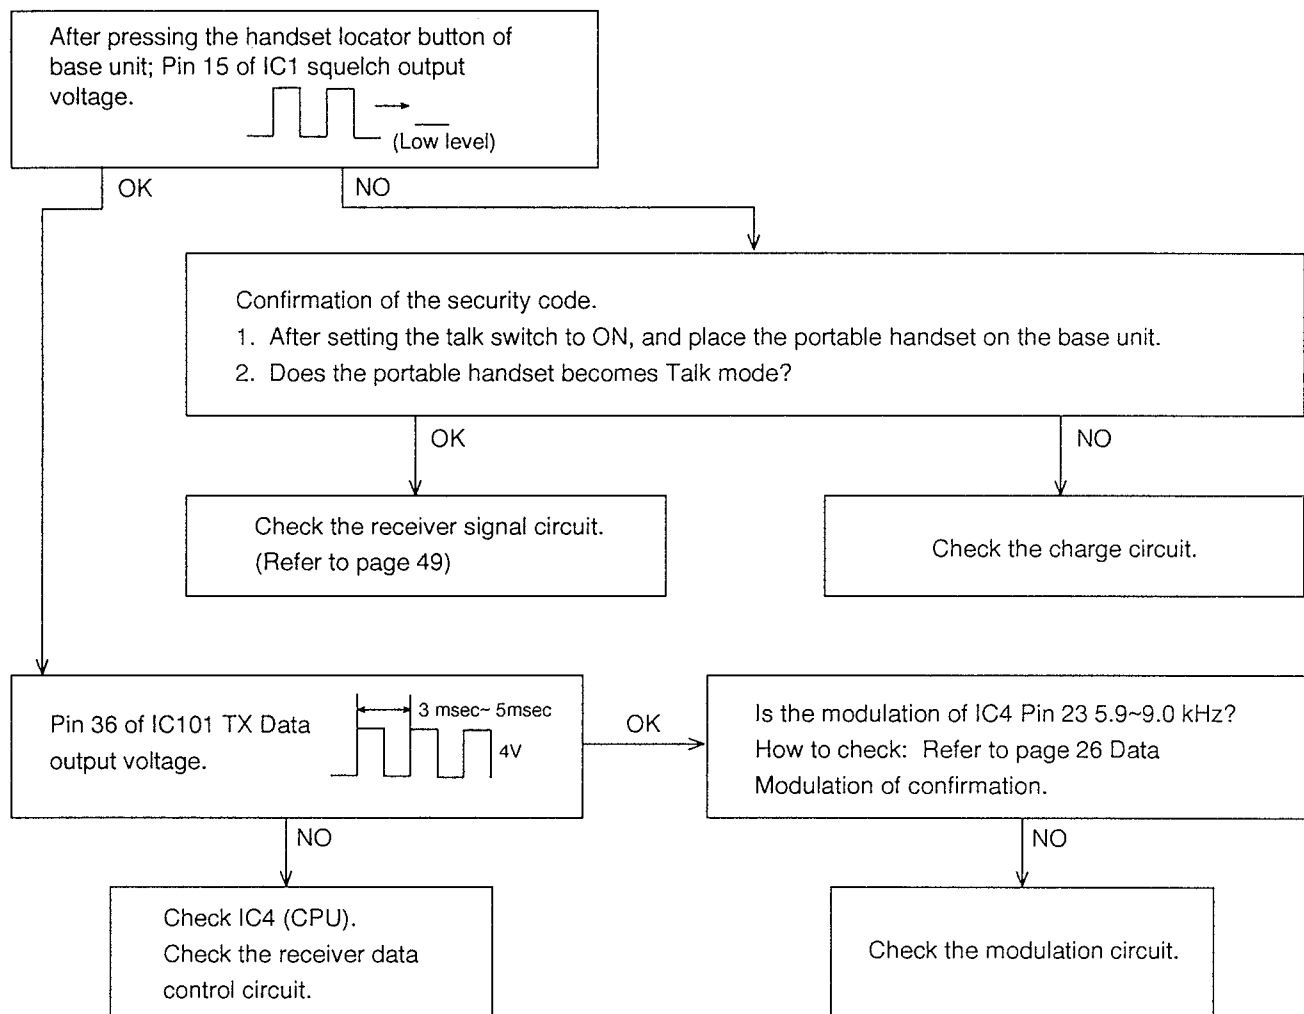 After pressing the handset locator button of
base unit; Pin 15 of IC1 squelch output
voltage.
(Low level)
OK
NO
Confirmation of the security code.
1. After setting the talk switch to ON, and place the portable handset on the base unit.
2. Does the portable handset becomes Talk mode?
OK
NO
Check the receiver signal circuit.
(Refer to page 49)
Check the charge circuit.
Pin 36 of IC101 TX Data
output voltage.
3 msec~ 5msec
4V
OK
Is the modulation of IC4 Pin 23 5.9~9.0 kHz?
How to check: Refer to page 26 Data
Modulation of confirmation.
NO
NO
Check IC4 (CPU).
Check the receiver data
control circuit.
Check the modulation circuit.